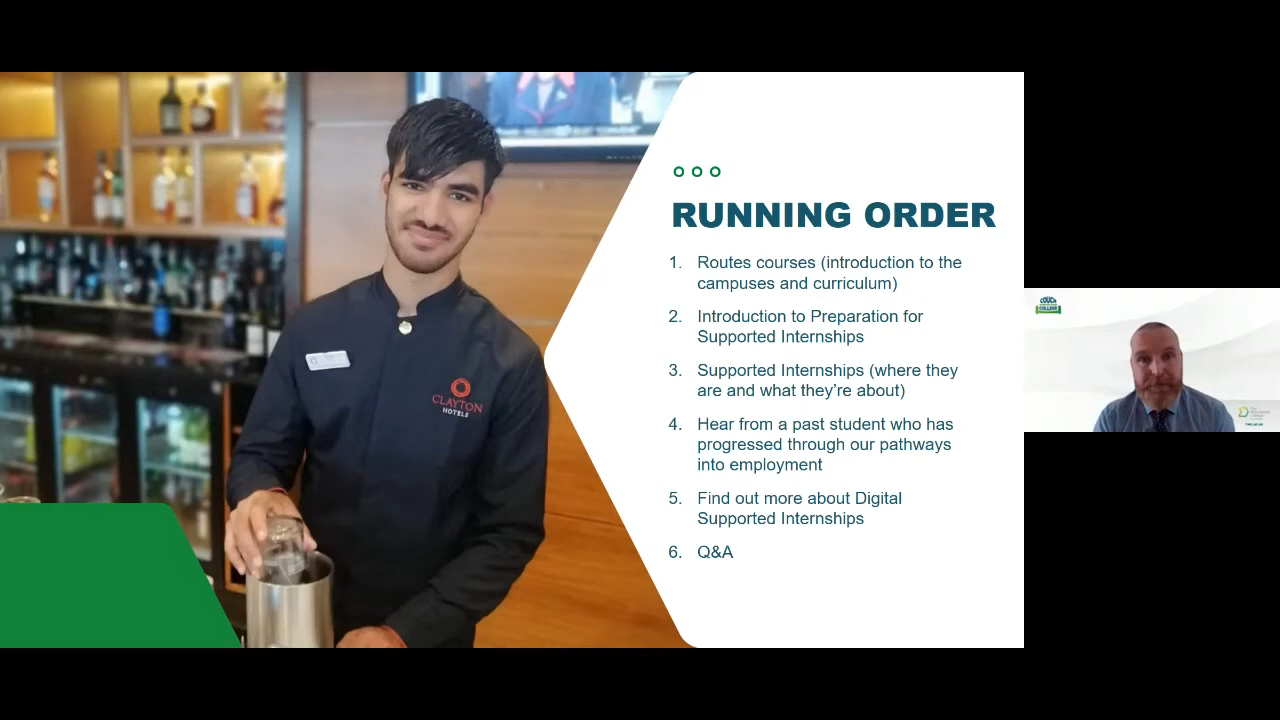 RUNNING ORDER
1. Routes courses (introduction to the
campuses and curriculum)
2. Introduction to Preparation for
Supported Internships
3. Supported Internships (where they
are and what they're about)
4. Hear from a past student who has
progressed through our pathways
into employment
5. Find out more about Digital
Supported Internships
6. Q&A
CLAYTON
HOTELS
COUCH
COLLEGE